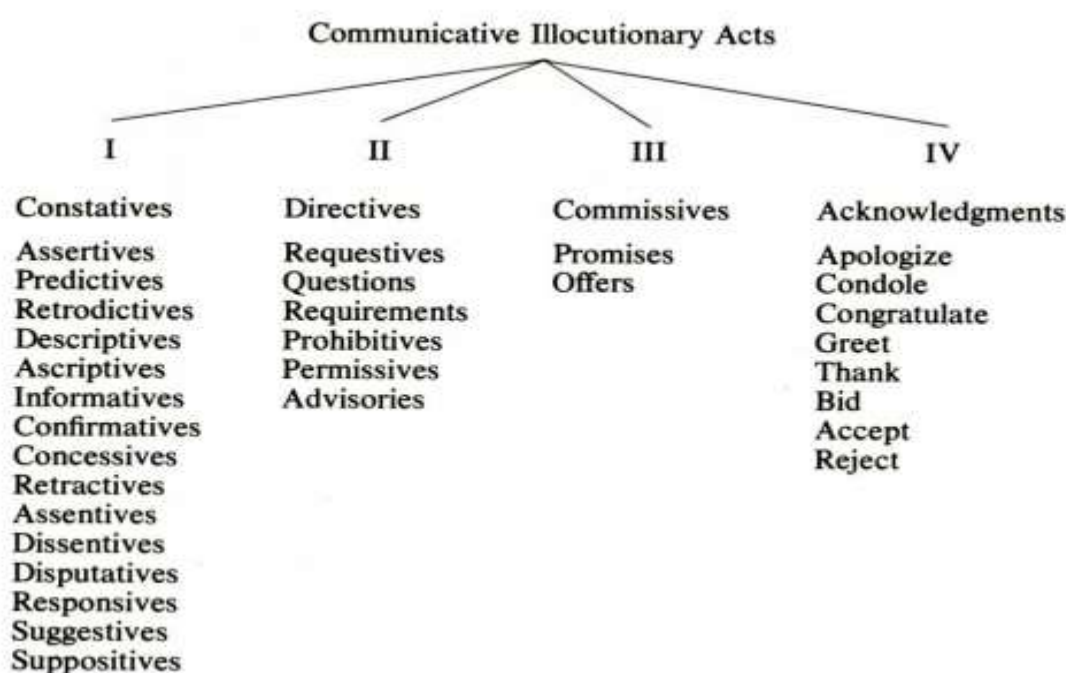 Communicative Illocutionary Acts
I
II
III
IV
Constatives
Assertives
Predictives
Retrodictives
Descriptives
Ascriptives
Informatives
Confirmatives
Concessives
Retractives
Assentives
Dissentives
Disputatives
Responsives
Suggestives
Suppositives
Directives
Requestives
Questions
Requirements
Prohibitives
Permissives
Advisories
Commissives
Promises
Offers
Acknowledgments
Apologize
Condole
Congratulate
Greet
Thank
Bid
Accept
Reject